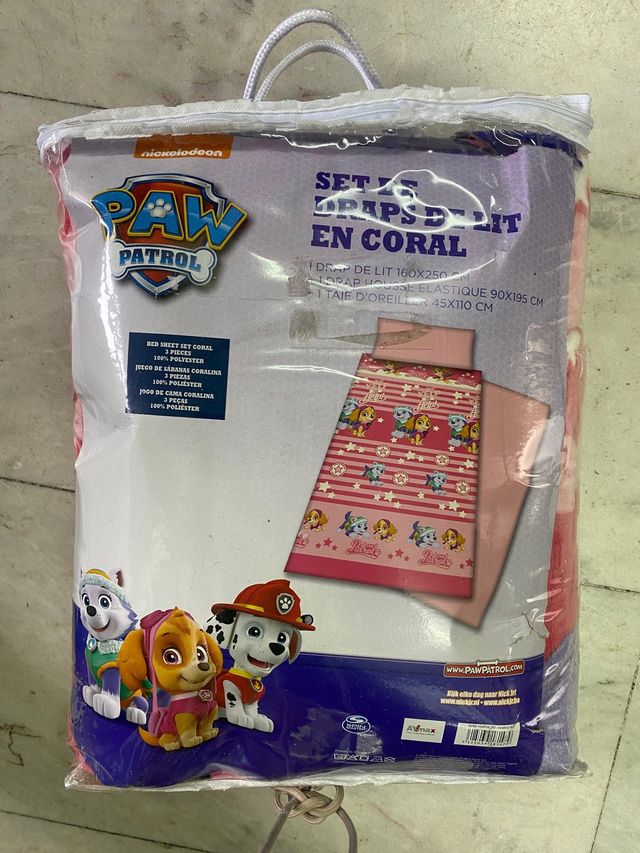 nickelodeon
PAW
PATROL
SET DE
DRAPS DE LIT
EN CORAL
1 DRAP DE LIT 160X250 CM
+ 1 DRAP HOUSSE ELASTIQUE 90X195 CM
+ 1 TAIE D'OREILLER 45X110 CM
BED SHEET SET CORAL
3 PIECES
100% POLYESTER
JUEGO DE SÁBANAS CORALINA
3 PIEZAS
100% POLIÉSTER
JOGO DE CAMA CORALINA
3 PEÇAS
100% POLIÉSTER
www.PAWPATROL.COM
Kijk elke dag naar Nick Jr!
www.nickjr.nl • www.nickjr.be